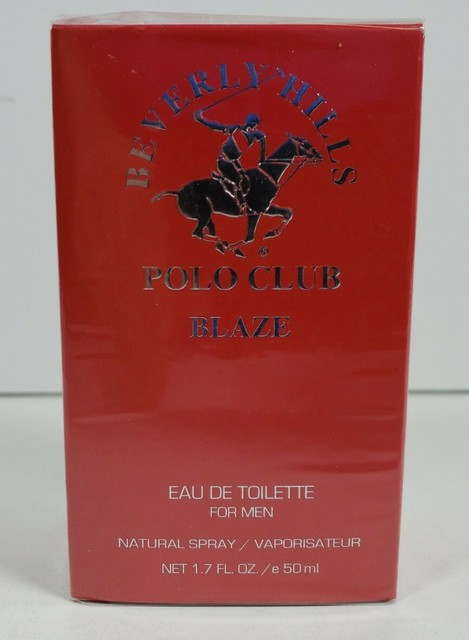 BEVERLY HILLS
®
POLO CLUB
BLAZE
EAU DE TOILETTE
FOR MEN
NATURAL SPRAY / VAPORISATEUR
NET 1.7 FL. OZ. / e 50 ml